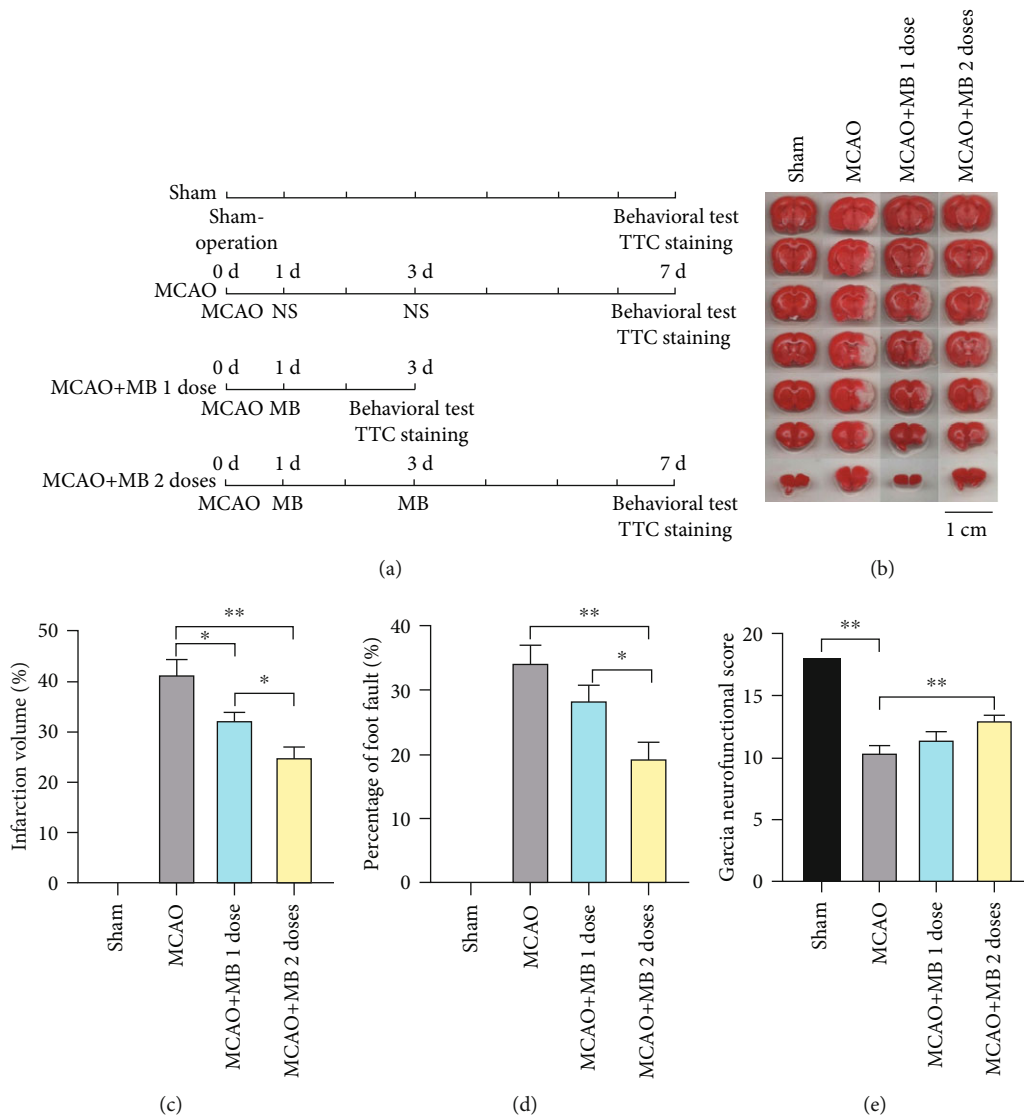 Sham
Sham-
operation
Behavioral test
TTC staining
0 d 1 d 3 d 7 d
MCAO
MCAO NS NS Behavioral test
TTC staining
0 d 1 d 3 d
MCAO+MB 1 dose
MCAO MB Behavioral test
TTC staining
0 d 1 d 3 d 7 d
MCAO+MB 2 doses
MCAO MB MB Behavioral test
TTC staining
(a)
Sham
MCAO
MCAO+MB 1 dose
MCAO+MB 2 doses
1 cm
(b)
Infarction volume (%)
50
40
30
20
10
0
**
*
*
Sham
MCAO
MCAO+MB 1 dose
MCAO+MB 2 doses
(c)
Percentage of foot fault (%)
40
30
20
10
0
**
*
Sham
MCAO
MCAO+MB 1 dose
MCAO+MB 2 doses
(d)
Garcia neurofunctional score
20
15
10
5
0
**
**
Sham
MCAO
MCAO+MB 1 dose
MCAO+MB 2 doses
(e)